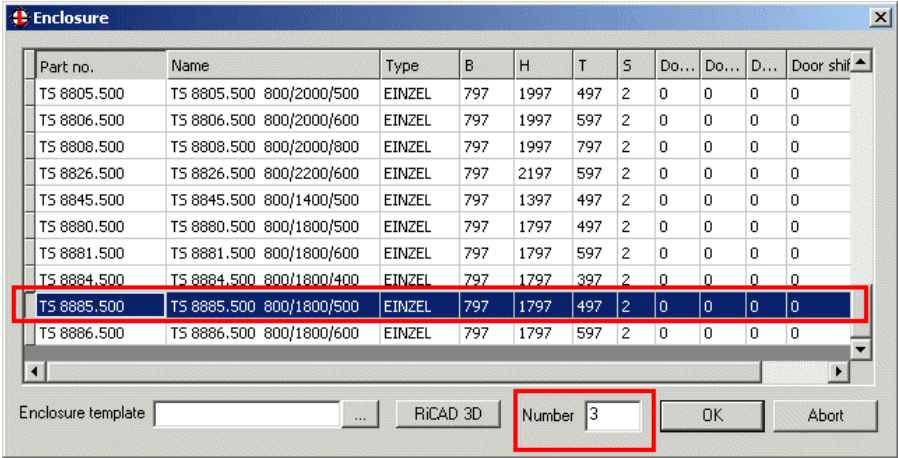 Enclosure
Part no. Name Type B H T S Do... Do... D... Door shif
TS 8805.500 TS 8805.500 800/2000/500 EINZEL 797 1997 497 2 0 0 0 0
TS 8806.500 TS 8806.500 800/2000/600 EINZEL 797 1997 597 2 0 0 0 0
TS 8808.500 TS 8808.500 800/2000/800 EINZEL 797 1997 797 2 0 0 0 0
TS 8826.500 TS 8826.500 800/2200/600 EINZEL 797 2197 597 2 0 0 0 0
TS 8845.500 TS 8845.500 800/1400/500 EINZEL 797 1397 497 2 0 0 0 0
TS 8880.500 TS 8880.500 800/1800/500 EINZEL 797 1797 497 2 0 0 0 0
TS 8881.500 TS 8881.500 800/1800/600 EINZEL 797 1797 597 2 0 0 0 0
TS 8884.500 TS 8884.500 800/1800/400 EINZEL 797 1797 397 2 0 0 0 0
TS 8885.500 TS 8885.500 800/1800/500 EINZEL 797 1797 497 2 0 0 0 0
TS 8886.500 TS 8886.500 800/1800/600 EINZEL 797 1797 597 2 0 0 0 0
Enclosure template ... RiCAD 3D Number 3 OK Abort